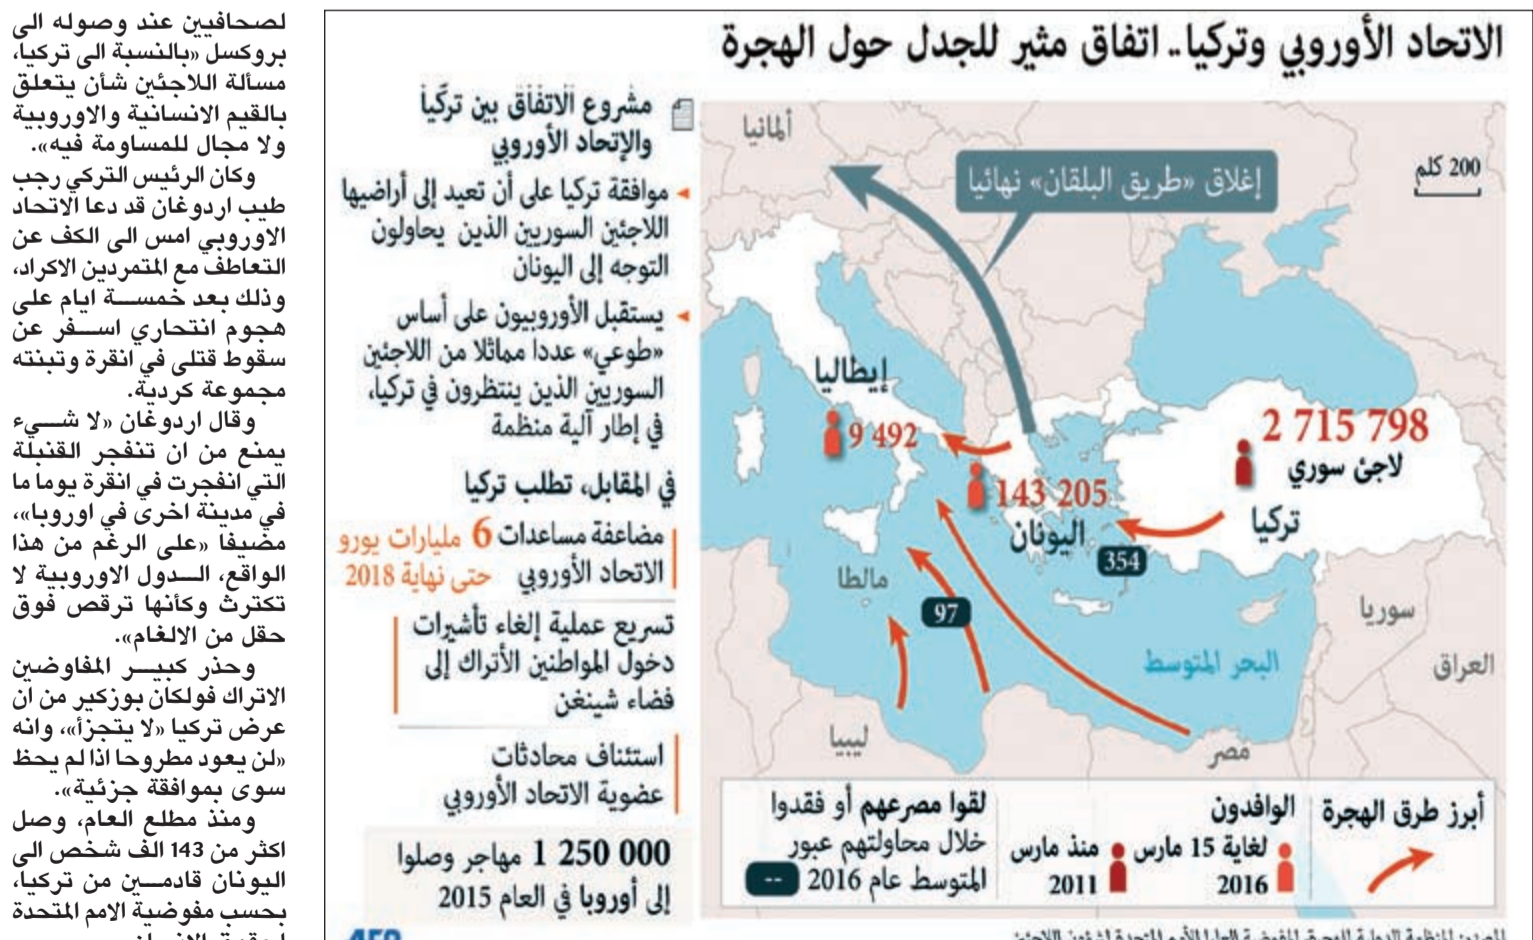 الاتحاد الأوروبي وتركيا.. اتفاق مثير للجدل حول الهجرة
مشروع الاتفاق بين تركيا
والإتحاد الأوروبي
موافقة تركيا على أن تعيد إلى أراضيها
اللاجئين السوريين الذين يحاولون
التوجه إلى اليونان
يستقبل الأوروبيون على أساس
«طوعي» عددا مماثلا من اللاجئين
السوريين الذين ينتظرون في تركيا،
في إطار آلية منظمة
في المقابل، تطلب تركيا
مضاعفة مساعدات 6 مليارات يورو
الاتحاد الأوروبي حتى نهاية 2018
تسريع عملية إلغاء تأشيرات
دخول المواطنين الأتراك إلى
فضاء شينغن
استئناف محادثات
عضوية الاتحاد الأوروبي
1 250 000 مهاجر وصلوا
إلى أوروبا في العام 2015
AFP
ألمانيا
إغلاق «طريق البلقان» نهائيا
200 كلم
إيطاليا
9 492
2 715 798
لاجئ سوري
تركيا
143 205
اليونان
354
مالطا
97
سوريا
البحر المتوسط
العراق
ليبيا
مصر
أبرز طرق الهجرة
الوافدون
لغاية 15 مارس
2016
منذ مارس
2011
لقوا مصرعهم أو فقدوا
خلال محاولتهم عبور
المتوسط عام 2016 --
لصحافيين عند وصوله الى
بروكسل «بالنسبة الى تركيا،
مسألة اللاجئين شأن يتعلق
بالقيم الانسانية والاوروبية
ولا مجال للمساومة فيه».
وكان الرئيس التركي رجب
طيب اردوغان قد دعا الاتحاد
الاوروبي امس الى الكف عن
التعاطف مع المتمردين الاكراد،
وذلك بعد خمسة ايام على
هجوم انتحاري اسفر عن
سقوط قتلى في انقرة وتبنته
مجموعة كردية.
وقال اردوغان «لا شيء
يمنع من ان تنفجر القنبلة
التي انفجرت في انقرة يوما ما
في مدينة اخرى في اوروبا»،
مضيفا «على الرغم من هذا
الواقع، الدول الاوروبية لا
تكترث وكأنها ترقص فوق
حقل من الالغام».
وحذر كبير المفاوضين
الاتراك فولكان بوزكير من ان
عرض تركيا «لا يتجزأ»، وانه
«لن يعود مطروحا اذا لم يحظ
سوى بموافقة جزئية».
ومنذ مطلع العام، وصل
اكثر من 143 الف شخص الى
اليونان قادمين من تركيا،
بحسب مفوضية الامم المتحدة